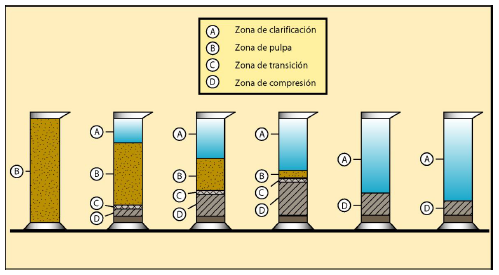 A Zona de clarificación
B Zona de pulpa
C Zona de transición
D Zona de compresión
B
A
B
C
D
A
B
C
D
A
B
C
D
A
D
A
D